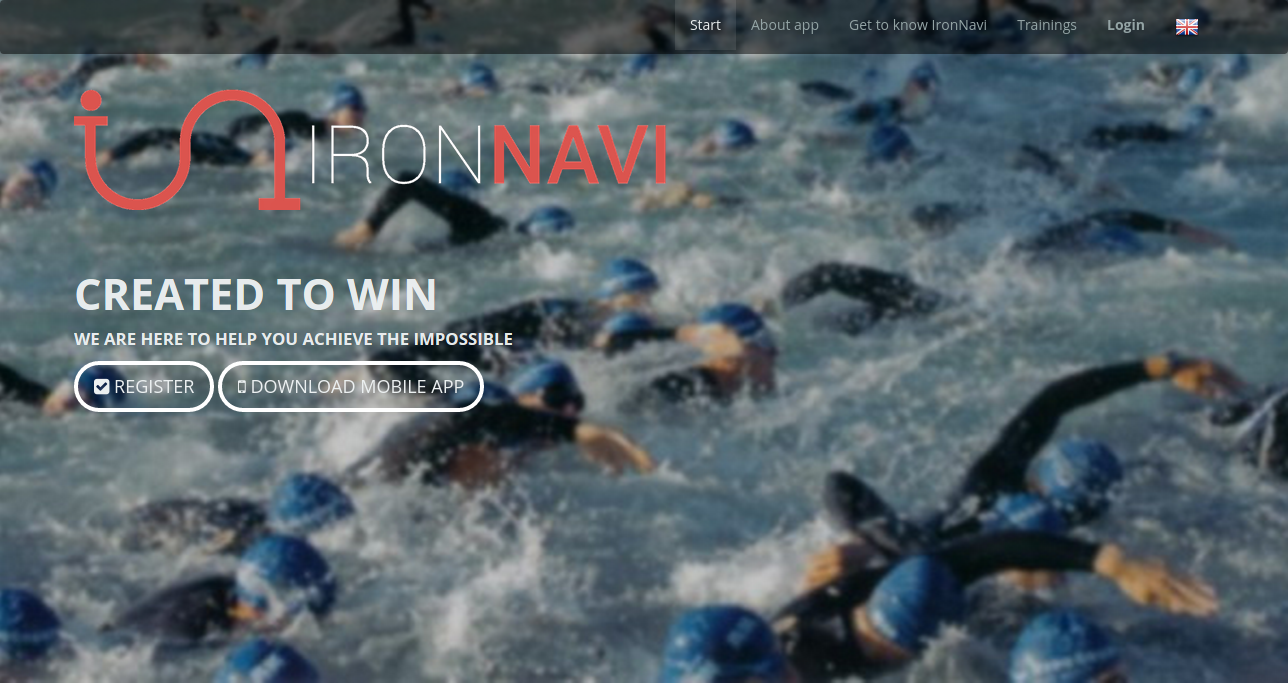 Start About app Get to know IronNavi Trainings Login
IRONNAVI
CREATED TO WIN
WE ARE HERE TO HELP YOU ACHIEVE THE IMPOSSIBLE
REGISTER DOWNLOAD MOBILE APP